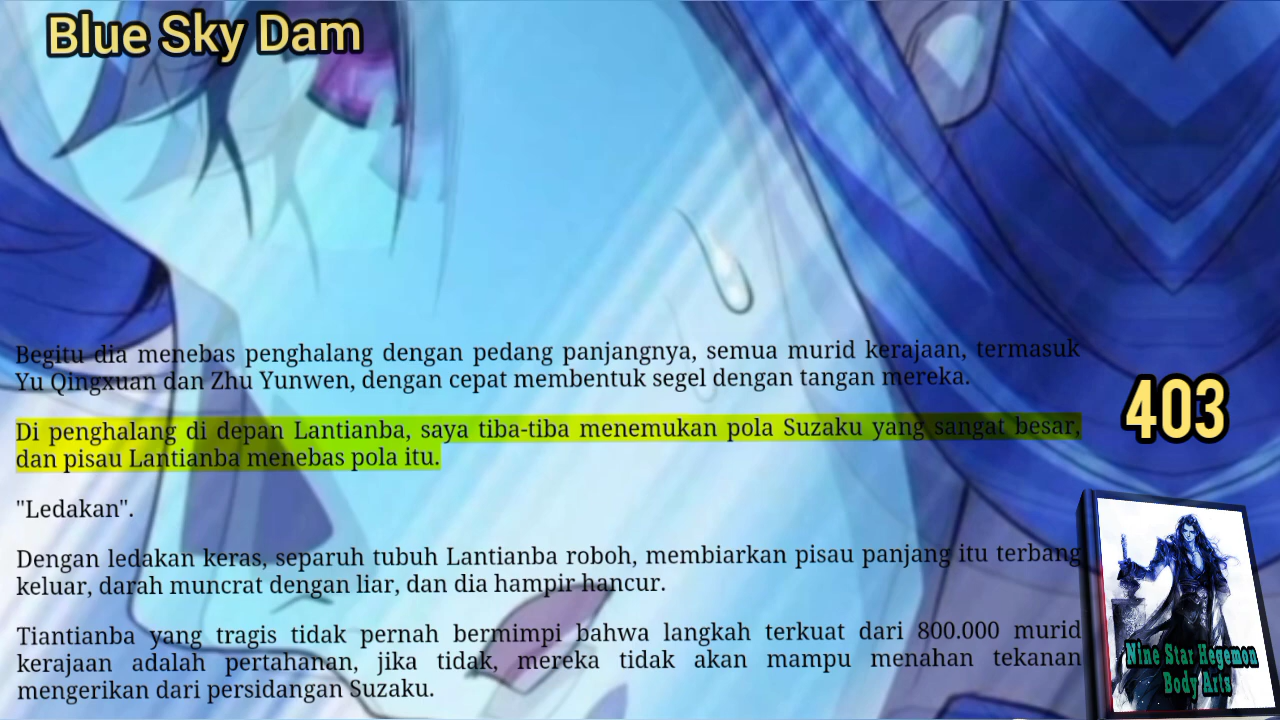 Blue Sky Dam
Begitu dia menebas penghalang dengan pedang panjangnya, semua murid kerajaan, termasuk
Yu Qingxuan dan Zhu Yunwen, dengan cepat membentuk segel dengan tangan mereka.
Di penghalang di depan Lantianba, saya tiba-tiba menemukan pola Suzaku yang sangat besar,
dan pisau Lantianba menebas pola itu.
"Ledakan".
Dengan ledakan keras, separuh tubuh Lantianba roboh, membiarkan pisau panjang itu terbang
keluar, darah muncrat dengan liar, dan dia hampir hancur.
Tiantianba yang tragis tidak pernah bermimpi bahwa langkah terkuat dari 800.000 murid
kerajaan adalah pertahanan, jika tidak, mereka tidak akan mampu menahan tekanan
mengerikan dari persidangan Suzaku.
403
Nine Star Hegemon
Body Arts